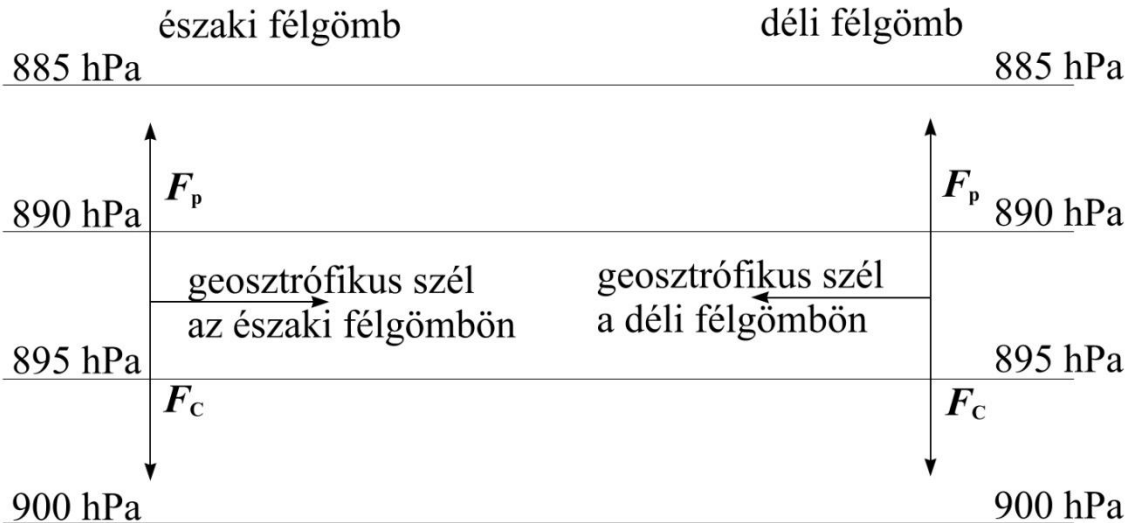 északi félgömb
déli félgömb
885 hPa
885 hPa
F_p
F_p
890 hPa
890 hPa
geosztrófikus szél
az északi félgömbön
geosztrófikus szél
a déli félgömbön
895 hPa
895 hPa
F_C
F_C
900 hPa
900 hPa